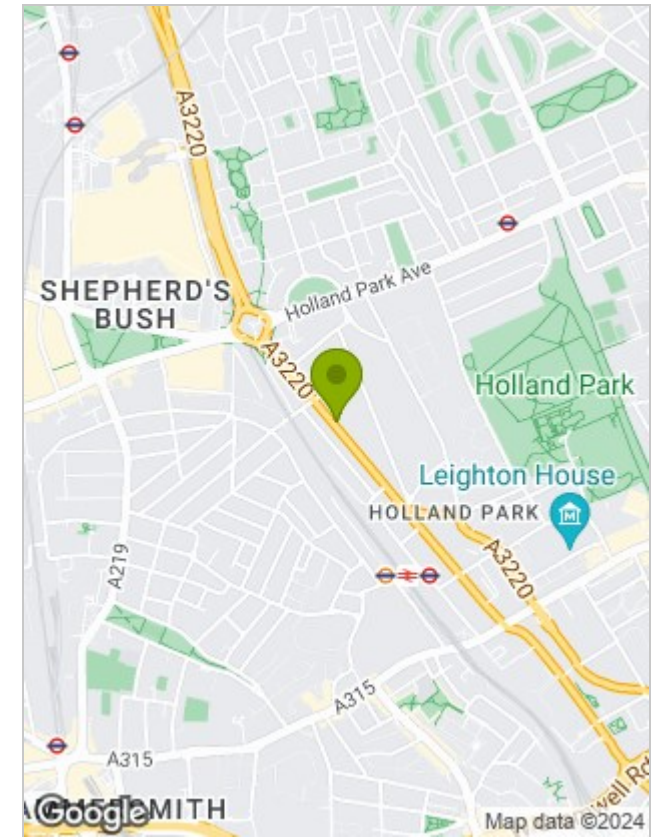 A3220
SHEPHERD'S
BUSH
Holland Park Ave
A3220
Holland Park
Leighton House
HOLLAND PARK
M
A3220
A219
A315
A315
Google
Map data ©2024